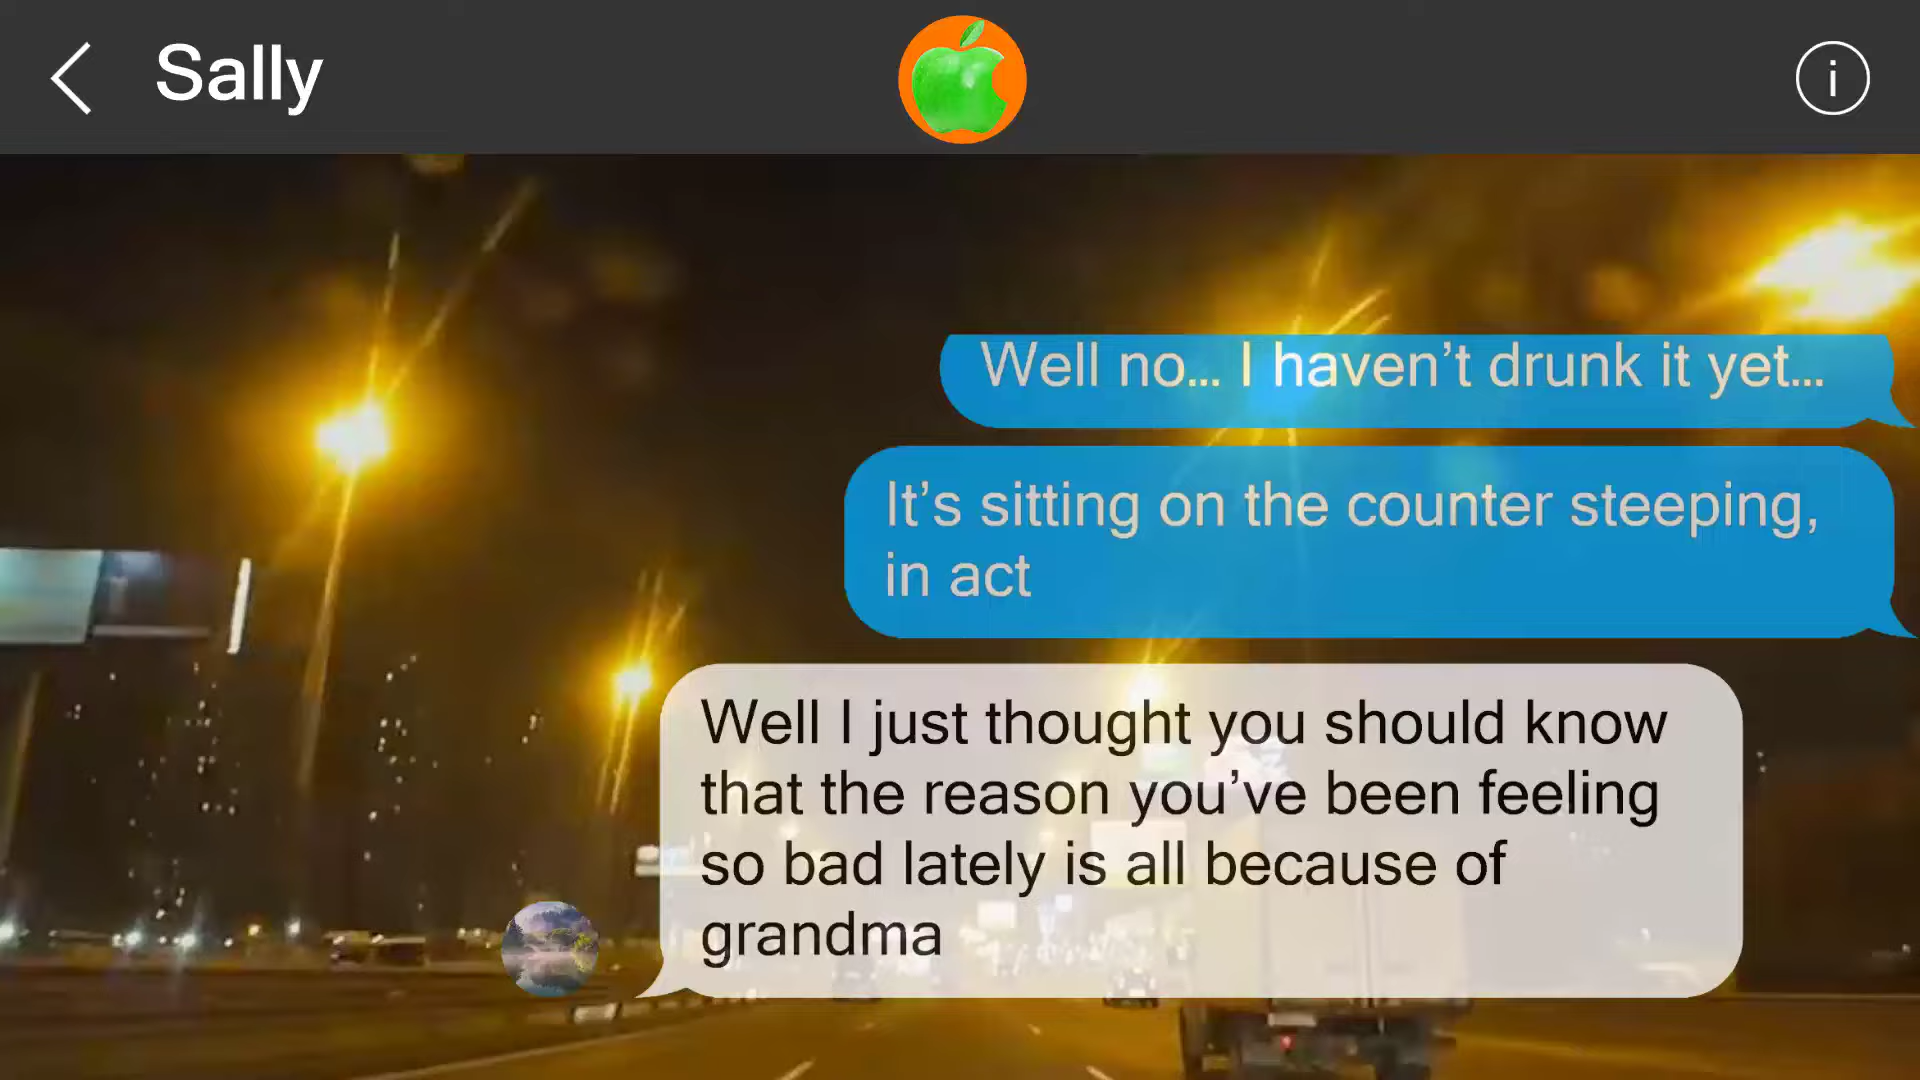 Sally
i
Well no… I haven’t drunk it yet…
It’s sitting on the counter steeping,
in act
Well I just thought you should know
that the reason you’ve been feeling
so bad lately is all because of
grandma